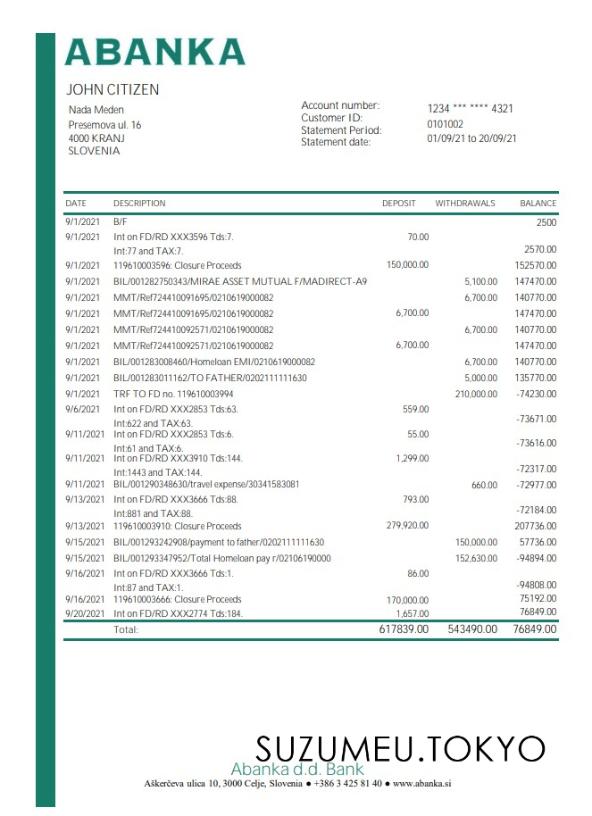 ABANKA
JOHN CITIZEN
Nada Meden
Presernova ul. 16
4000 KRANJ
SLOVENIA
Account number: 1234 *** **** 4321
Customer ID: 0101002
Statement Period: 01/09/21 to 20/09/21
Statement date:
DATE DESCRIPTION DEPOSIT WITHDRAWALS BALANCE
9/1/2021 B/F 2500
9/1/2021 Int on FD/RD XXX3596 Tds:7. 70.00
Int:77 and TAX:7. 2570.00
9/1/2021 119610003596: Closure Proceeds 150,000.00 152570.00
9/1/2021 BIL/001282750343/MIRAE ASSET MUTUAL F/MADIRECT-A9 5,100.00 147470.00
9/1/2021 MMT/Ref724410091695/0210619000082 6,700.00 140770.00
9/1/2021 MMT/Ref724410091695/0210619000082 6,700.00 147470.00
9/1/2021 MMT/Ref724410092571/0210619000082 6,700.00 140770.00
9/1/2021 MMT/Ref724410092571/0210619000082 6,700.00 147470.00
9/1/2021 BIL/001283008460/Homeloan EMI/0210619000082 6,700.00 140770.00
9/1/2021 BIL/001283011162/TO FATHER/0202111111630 5,000.00 135770.00
9/1/2021 TRF TO FD no. 119610003994 210,000.00 -74230.00
9/6/2021 Int on FD/RD XXX2853 Tds:63. 559.00
Int:622 and TAX:63. -73671.00
9/11/2021 Int on FD/RD XXX2853 Tds:6. 55.00
Int:61 and TAX:6. -73616.00
9/11/2021 Int on FD/RD XXX3910 Tds:144. 1,299.00
Int:1443 and TAX:144. -72317.00
9/11/2021 BIL/001290348630/travel expense/30341583081 660.00 -72977.00
9/13/2021 Int on FD/RD XXX3666 Tds:88. 793.00
Int:881 and TAX:88. -72184.00
9/13/2021 119610003910: Closure Proceeds 279,920.00 207736.00
9/15/2021 BIL/001293242908/payment to father/0202111111630 150,000.00 57736.00
9/15/2021 BIL/001293347952/Total Homeloan pay r/02106190000 152,630.00 -94894.00
9/16/2021 Int on FD/RD XXX3666 Tds:1. 86.00
Int:87 and TAX:1. -94808.00
9/16/2021 119610003666: Closure Proceeds 170,000.00 75192.00
9/20/2021 Int on FD/RD XXX2774 Tds:184. 1,657.00 76849.00
Total: 617839.00 543490.00 76849.00
SUZUMEU.TOKYO
Abanka d.d. Bank
Aškerčeva ulica 10, 3000 Celje, Slovenia ● +386 3 425 81 40 ● www.abanka.si